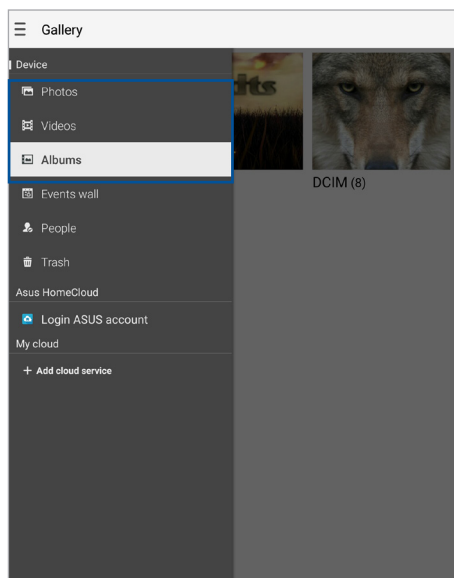 Gallery
Device
Photos
Videos
Albums
Events wall
People
Trash
Asus HomeCloud
Login ASUS account
My cloud
+ Add cloud service
DCIM (8)